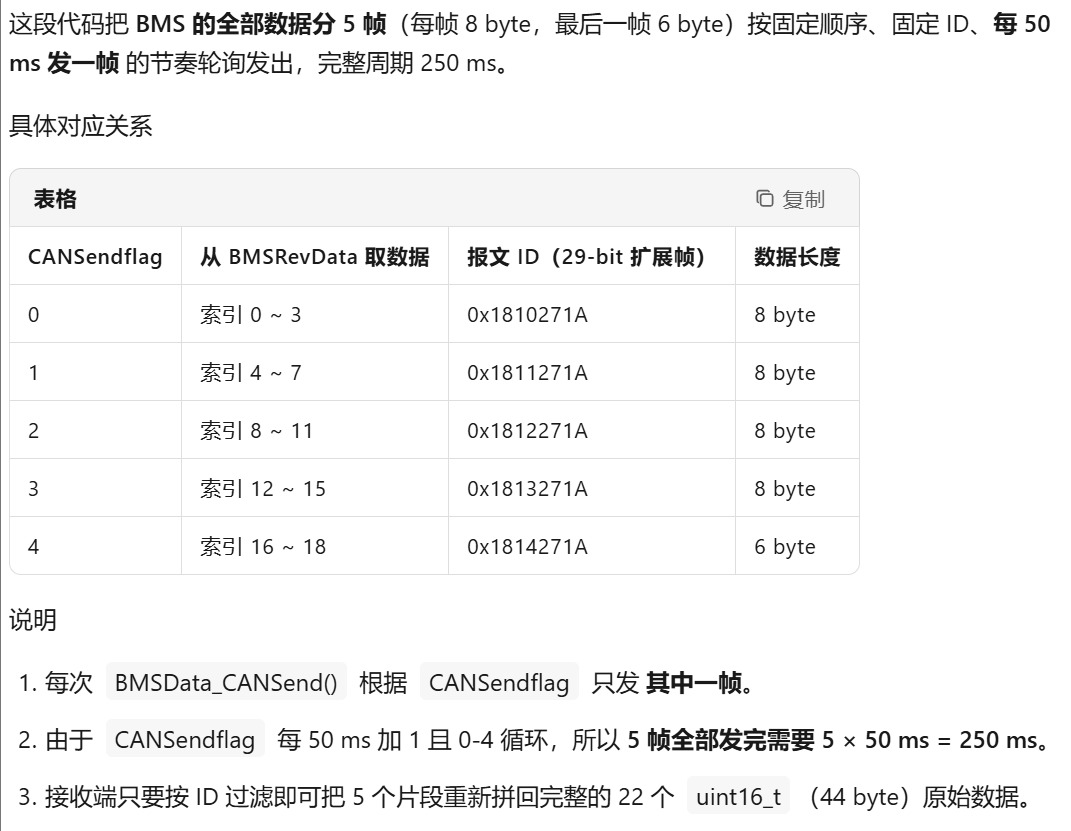 这段代码把 BMS 的全部数据分 5 帧（每帧 8 byte，最后一帧 6 byte）按固定顺序、固定 ID、每 50
ms 发一帧 的节奏轮询发出，完整周期 250 ms。
具体对应关系
表格 复制
CANSendflag 从 BMSRevData 取数据 报文 ID（29-bit 扩展帧） 数据长度
0 索引 0 ~ 3 0x1810271A 8 byte
1 索引 4 ~ 7 0x1811271A 8 byte
2 索引 8 ~ 11 0x1812271A 8 byte
3 索引 12 ~ 15 0x1813271A 8 byte
4 索引 16 ~ 18 0x1814271A 6 byte
说明
1. 每次 BMSData_CANSend() 根据 CANSendflag 只发 其中一帧。
2. 由于 CANSendflag 每 50 ms 加 1 且 0-4 循环，所以 5 帧全部发完需要 5 × 50 ms = 250 ms。
3. 接收端只要按 ID 过滤即可把 5 个片段重新拼回完整的 22 个 uint16_t （44 byte）原始数据。